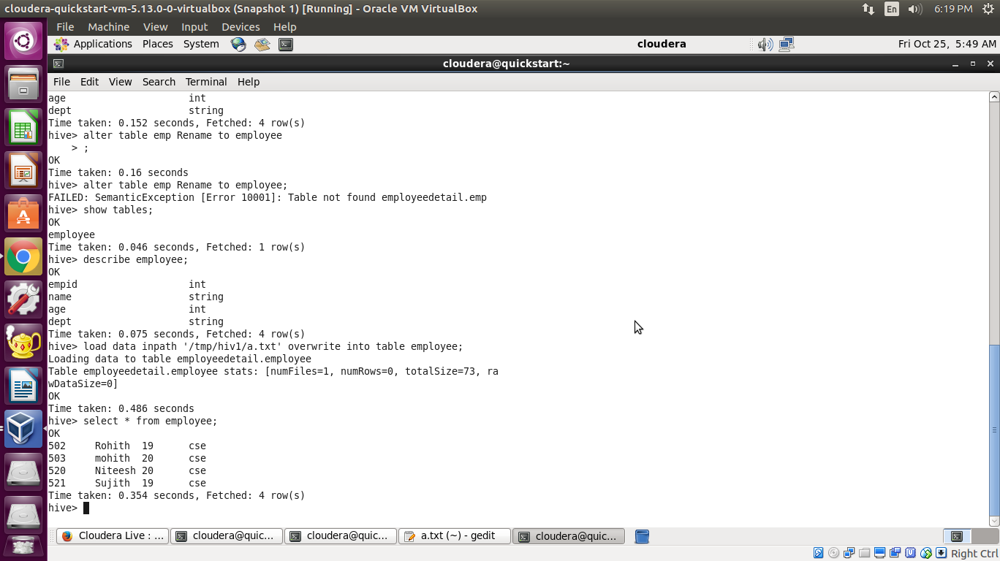 cloudera-quickstart-vm-5.13.0-0-virtualbox (Snapshot 1) [Running] - Oracle VM VirtualBox
En
6:19 PM
File Machine View Input Devices Help
Applications Places System
cloudera
Fri Oct 25, 5:49 AM
cloudera@quickstart:~
File Edit View Search Terminal Help
age                     int
dept                    string
Time taken: 0.152 seconds, Fetched: 4 row(s)
hive> alter table emp Rename to employee
    > ;
OK
Time taken: 0.16 seconds
hive> alter table emp Rename to employee;
FAILED: SemanticException [Error 10001]: Table not found employeedetail.emp
hive> show tables;
OK
employee
Time taken: 0.046 seconds, Fetched: 1 row(s)
hive> describe employee;
OK
empid                   int
name                    string
age                     int
dept                    string
Time taken: 0.075 seconds, Fetched: 4 row(s)
hive> load data inpath '/tmp/hiv1/a.txt' overwrite into table employee;
Loading data to table employeedetail.employee
Table employeedetail.employee stats: [numFiles=1, numRows=0, totalSize=73, ra
wDataSize=0]
OK
Time taken: 0.486 seconds
hive> select * from employee;
OK
502     Rohith  19      cse
503     mohith  20      cse
520     Niteesh 20      cse
521     Sujith  19      cse
Time taken: 0.354 seconds, Fetched: 4 row(s)
hive>
Cloudera Live : ...
cloudera@quic...
cloudera@quic...
a.txt (~) - gedit
cloudera@quic...
Right Ctrl